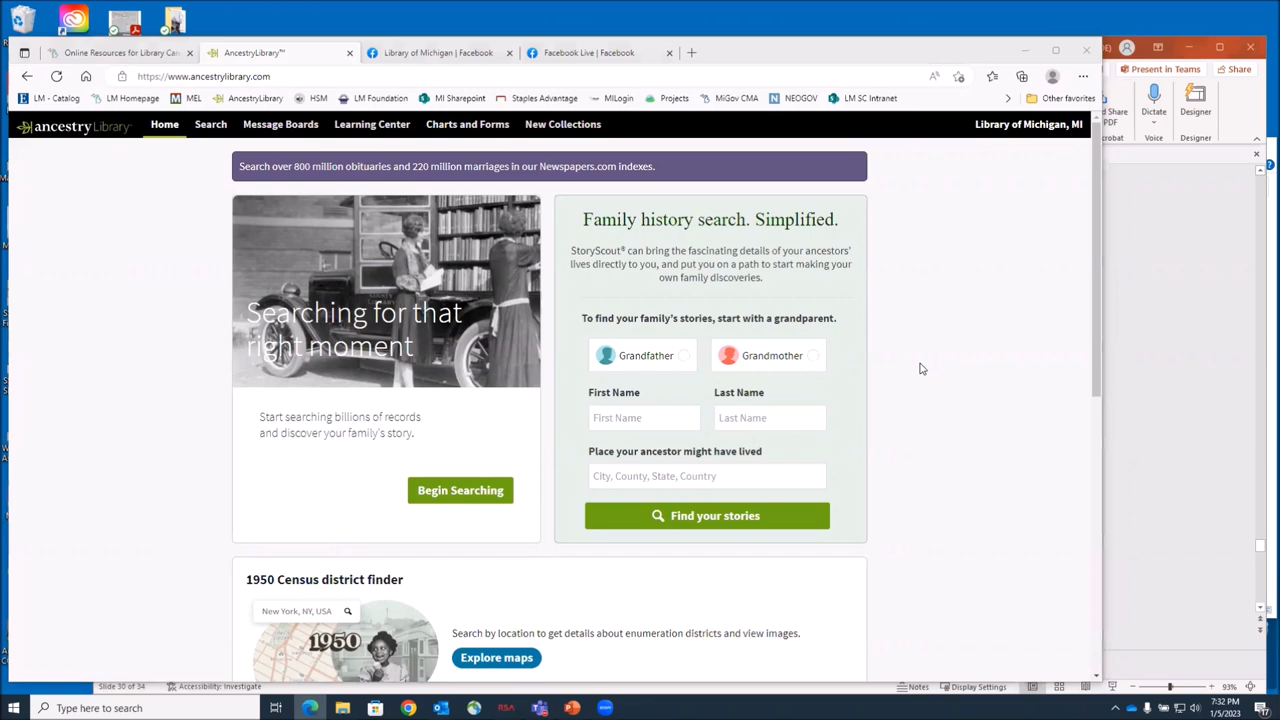 Online Resources for Library Car
AncestryLibrary™
Library of Michigan | Facebook
Facebook Live | Facebook
https://www.ancestrylibrary.com
LM - Catalog
LM Homepage
MEL
AncestryLibrary
HSM
LM Foundation
MI Sharepoint
Staples Advantage
MILogin
Projects
MiGov CMA
NEOGOV
LM SC Intranet
Other favorites
Present in Teams
Share
Dictate
Designer
Voice
Designer
ancestryLibrary
Home
Search
Message Boards
Learning Center
Charts and Forms
New Collections
Library of Michigan, MI
Search over 800 million obituaries and 220 million marriages in our Newspapers.com indexes.
Searching for that
right moment
Start searching billions of records
and discover your family's story.
Begin Searching
Family history search. Simplified.
StoryScout® can bring the fascinating details of your ancestors'
lives directly to you, and put you on a path to start making your
own family discoveries.
To find your family's stories, start with a grandparent.
Grandfather
Grandmother
First Name
Last Name
First Name
Last Name
Place your ancestor might have lived
City, County, State, Country
Find your stories
1950 Census district finder
New York, NY, USA
1950
Search by location to get details about enumeration districts and view images.
Explore maps
Slide 30 of 34
Accessibility: Investigate
Notes
Display Settings
93%
Type here to search
RSA
7:32 PM
1/5/2023
17